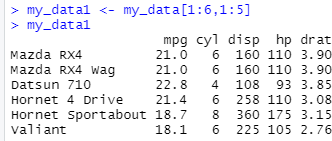 > my_data1 <- my_data[1:6,1:5]
> my_data1
                   mpg cyl disp  hp drat
Mazda RX4         21.0   6  160 110 3.90
Mazda RX4 Wag     21.0   6  160 110 3.90
Datsun 710        22.8   4  108  93 3.85
Hornet 4 Drive    21.4   6  258 110 3.08
Hornet Sportabout 18.7   8  360 175 3.15
Valiant           18.1   6  225 105 2.76